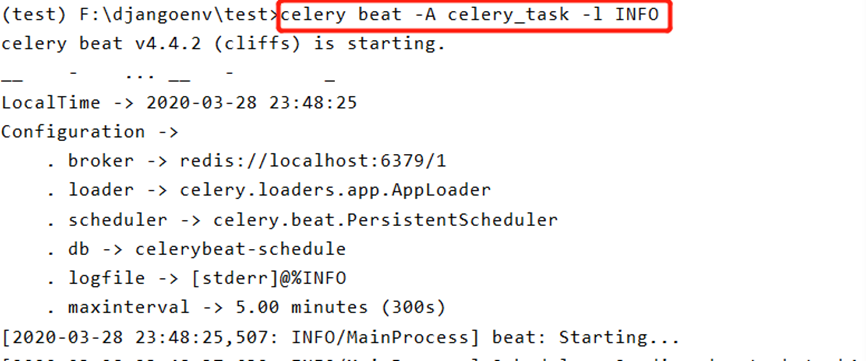 (test) F:\djangoenv\test>celery beat -A celery_task -l INFO
celery beat v4.4.2 (cliffs) is starting.
__    -    ... __   -        _
LocalTime -> 2020-03-28 23:48:25
Configuration ->
    . broker -> redis://localhost:6379/1
    . loader -> celery.loaders.app.AppLoader
    . scheduler -> celery.beat.PersistentScheduler
    . db -> celerybeat-schedule
    . logfile -> [stderr]@%INFO
    . maxinterval -> 5.00 minutes (300s)
[2020-03-28 23:48:25,507: INFO/MainProcess] beat: Starting...